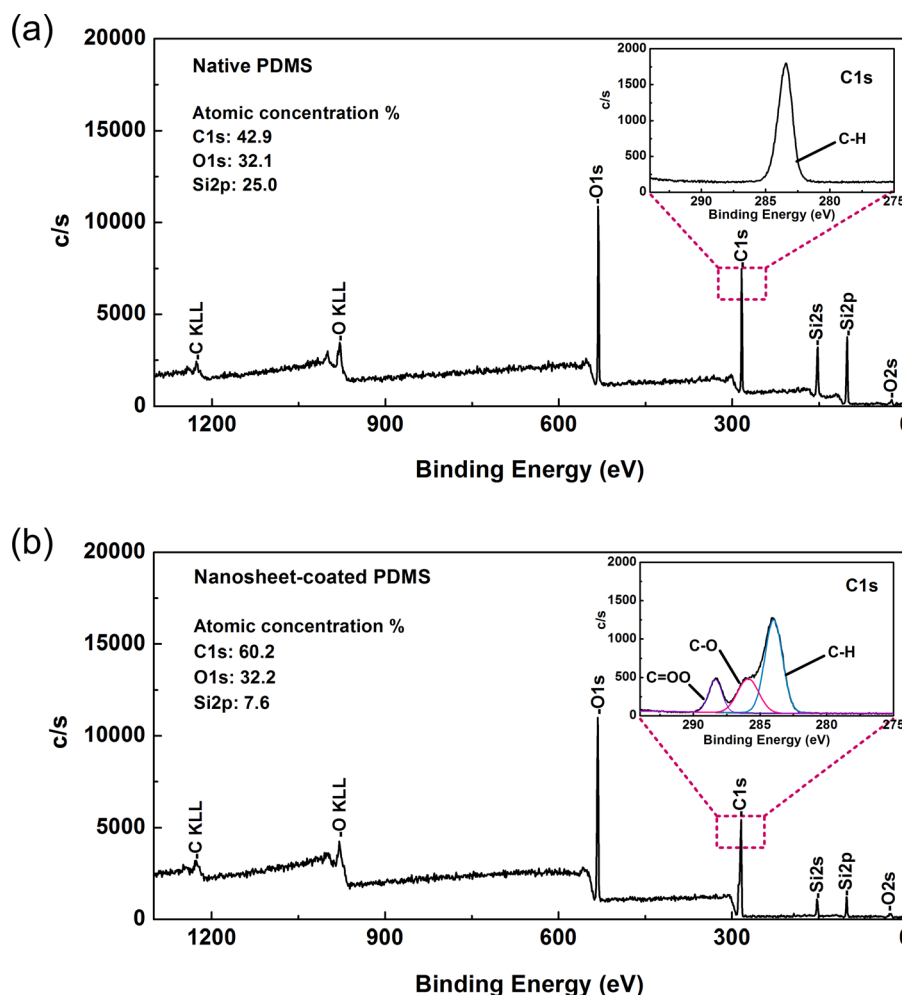 (a)
20000
15000
10000
5000
0
c/s
Native PDMS
Atomic concentration %
C1s: 42.9
O1s: 32.1
Si2p: 25.0
C KLL
O KLL
-O1s
C1s
-Si2s
-Si2p
-O2s
1200
900
600
300
0
Binding Energy (eV)
2000
1500
1000
500
0
c/s
C1s
C-H
290
285
280
275
Binding Energy (eV)
(b)
20000
15000
10000
5000
0
c/s
Nanosheet-coated PDMS
Atomic concentration %
C1s: 60.2
O1s: 32.2
Si2p: 7.6
C KLL
O KLL
-O1s
C1s
-Si2s
-Si2p
-O2s
1200
900
600
300
0
Binding Energy (eV)
2000
1500
1000
500
0
c/s
C1s
C=OO
C-O
C-H
290
285
280
275
Binding Energy (eV)